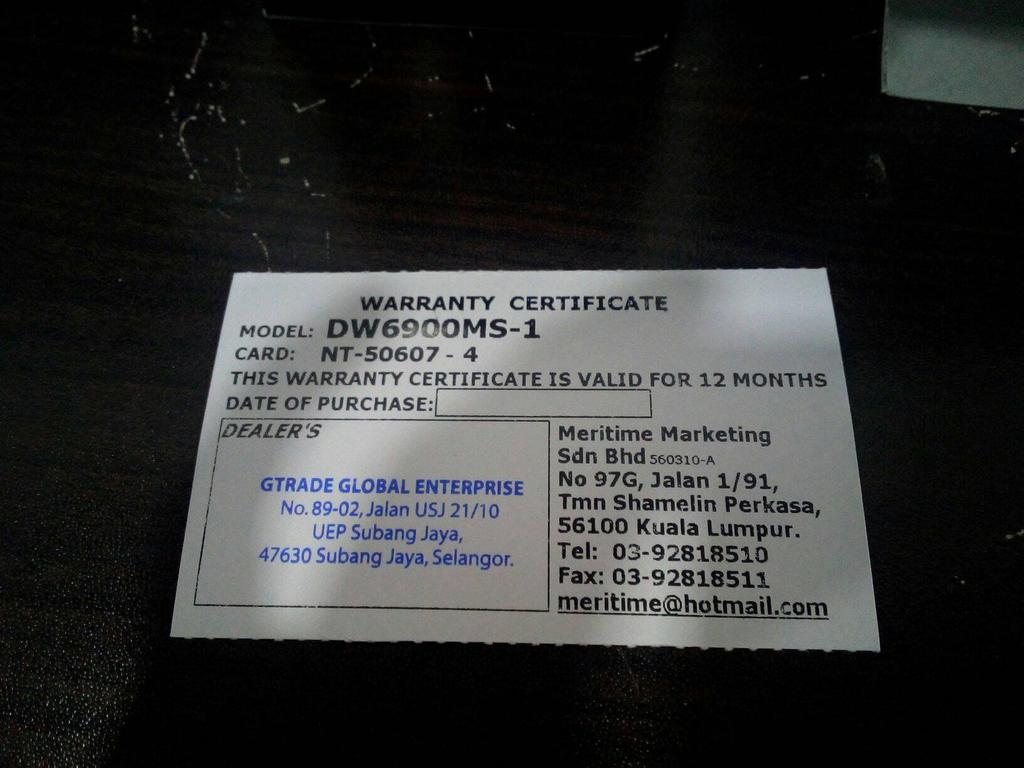 WARRANTY CERTIFICATE
MODEL: DW6900MS-1
CARD: NT-50607 - 4
THIS WARRANTY CERTIFICATE IS VALID FOR 12 MONTHS
DATE OF PURCHASE:
DEALER'S
GTRADE GLOBAL ENTERPRISE
No. 89-02, Jalan USJ 21/10
UEP Subang Jaya,
47630 Subang Jaya, Selangor.
Meritime Marketing
Sdn Bhd 560310-A
No 97G, Jalan 1/91,
Tmn Shamelin Perkasa,
56100 Kuala Lumpur.
Tel: 03-92818510
Fax: 03-92818511
meritime@hotmail.com